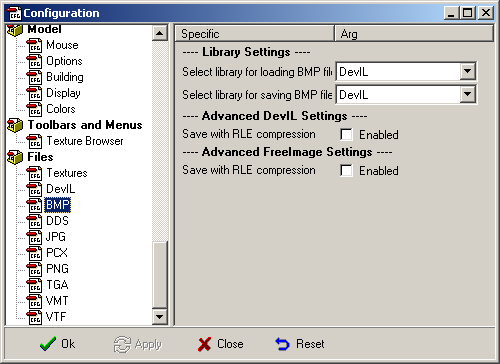 Configuration
Model
Mouse
Options
Building
Display
Colors
Toolbars and Menus
Texture Browser
Files
Textures
DevIL
BMP
DDS
JPG
PCX
PNG
TGA
VMT
VTF
Specific Arg
---- Library Settings ----
Select library for loading BMP file DevIL
Select library for saving BMP file DevIL
---- Advanced DevIL Settings
Save with RLE compression Enabled
---- Advanced FreeImage Settings ----
Save with RLE compression Enabled
Ok Apply Close Reset